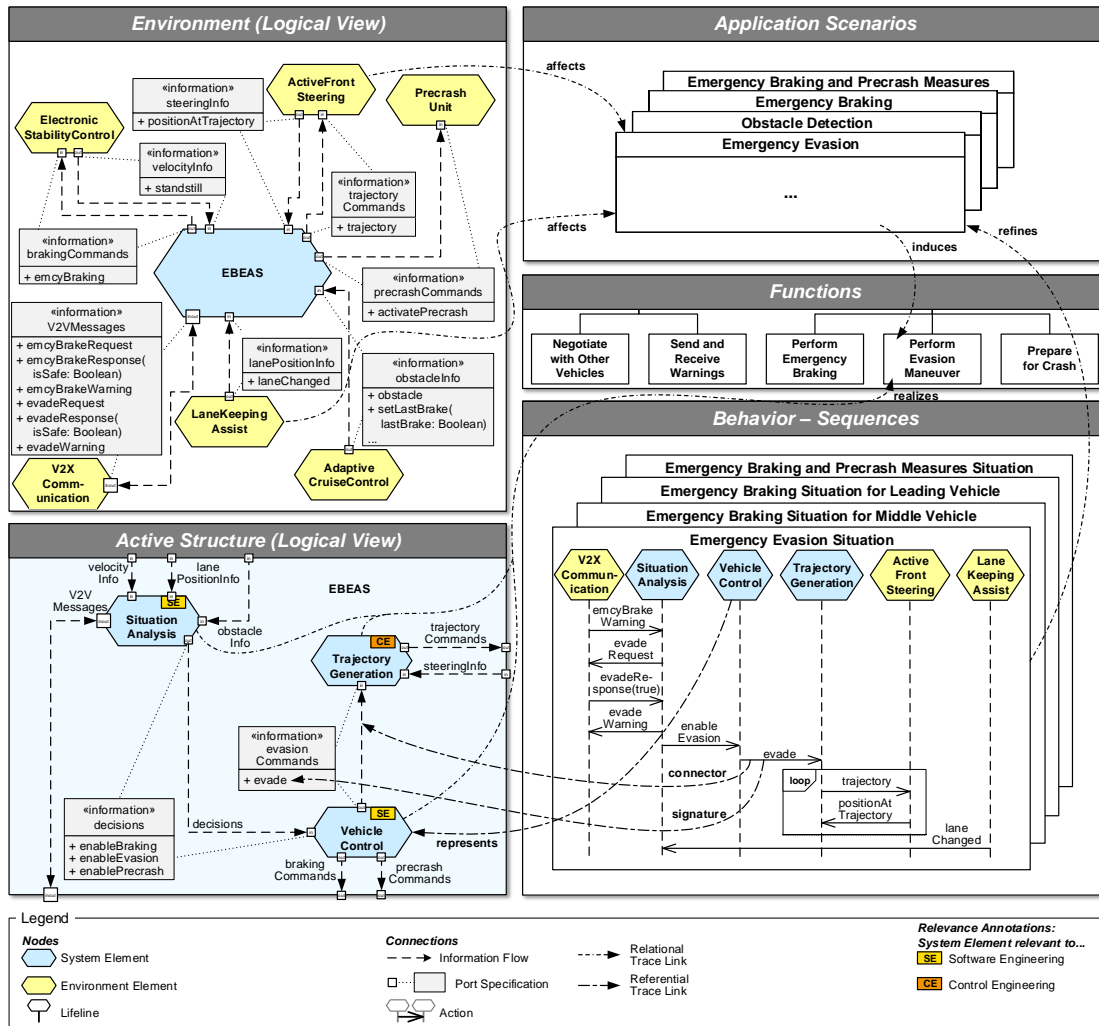 Environment (Logical View)
«information»
steeringInfo
+ positionAtTrajectory
ActiveFront
Steering
Precrash
Unit
Electronic
StabilityControl
«information»
velocityInfo
+ standstill
«information»
trajectory
Commands
+ trajectory
«information»
brakingCommands
+ emcyBraking
EBEAS
«information»
precrashCommands
+ activatePrecrash
«information»
V2VMessages
+ emcyBrakeRequest
+ emcyBrakeResponse(
isSafe: Boolean)
+ emcyBrakeWarning
+ evadeRequest
+ evadeResponse(
isSafe: Boolean)
+ evadeWarning
«information»
lanePositionInfo
+ laneChanged
«information»
obstacleInfo
+ obstacle
+ setLastBrake(
lastBrake: Boolean)
...
LaneKeeping
Assist
V2X
Comm-
unication
Adaptive
CruiseControl
Application Scenarios
affects
Emergency Braking and Precrash Measures
Emergency Braking
Obstacle Detection
Emergency Evasion
...
affects
induces
refines
Functions
Negotiate
with Other
Vehicles
Send and
Receive
Warnings
Perform
Emergency
Braking
Perform
Evasion
Maneuver
Prepare
for Crash
realizes
Active Structure (Logical View)
velocity
Info
lane
PositionInfo
EBEAS
V2V
Messages
SE
Situation
Analysis
obstacle
Info
CE
Trajectory
Generation
trajectory
Commands
steeringInfo
«information»
evasion
Commands
+ evade
«information»
decisions
+ enableBraking
+ enableEvasion
+ enablePrecrash
decisions
SE
Vehicle
Control
represents
braking
Commands
precrash
Commands
Behavior – Sequences
Emergency Braking and Precrash Measures Situation
Emergency Braking Situation for Leading Vehicle
Emergency Braking Situation for Middle Vehicle
Emergency Evasion Situation
V2X
Commu-
nication
Situation
Analysis
Vehicle
Control
Trajectory
Generation
Active
Front
Steering
Lane
Keeping
Assist
emcyBrake
Warning
evade
Request
evadeRe-
sponse(true)
evade
Warning
enable
Evasion
evade
connector
loop
trajectory
positionAt
Trajectory
signature
lane
Changed
Legend
Nodes
System Element
Environment Element
Lifeline
Connections
Information Flow
Port Specification
Action
Relational
Trace Link
Referential
Trace Link
Relevance Annotations:
System Element relevant to...
SE
Software Engineering
CE
Control Engineering